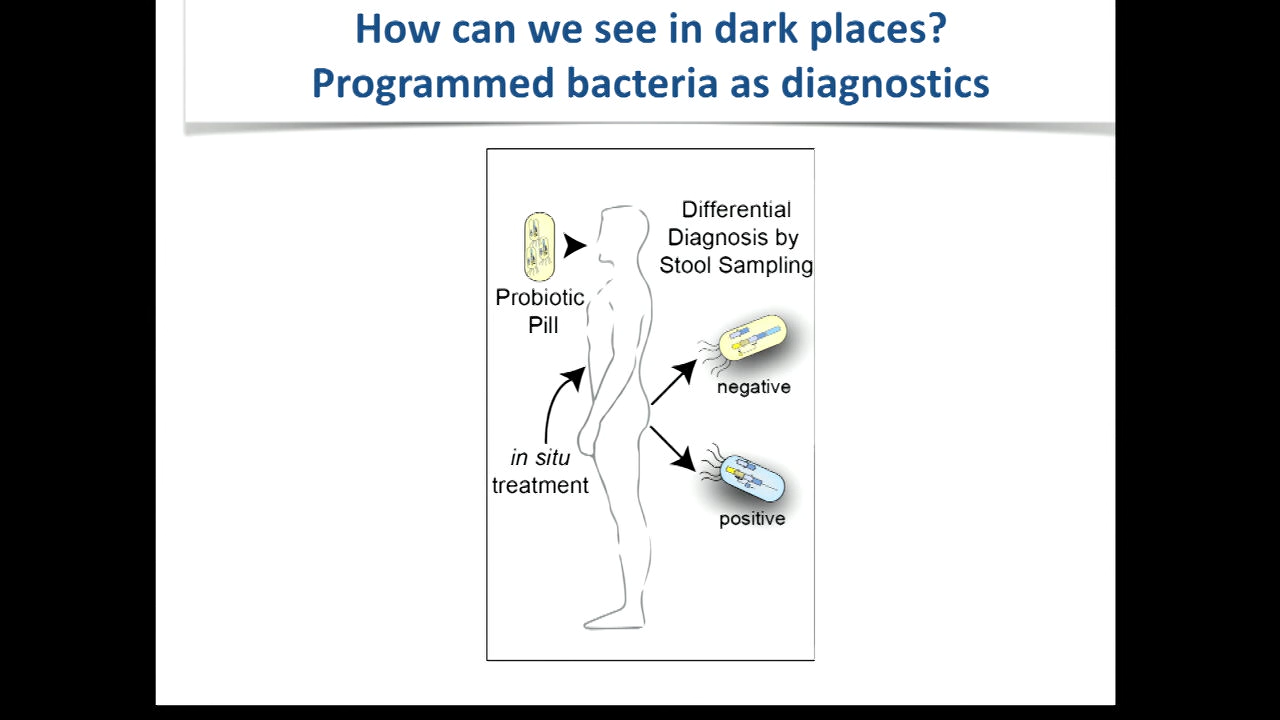 How can we see in dark places?
Programmed bacteria as diagnostics
Differential
Diagnosis by
Stool Sampling
Probiotic
Pill
negative
in situ
treatment
positive